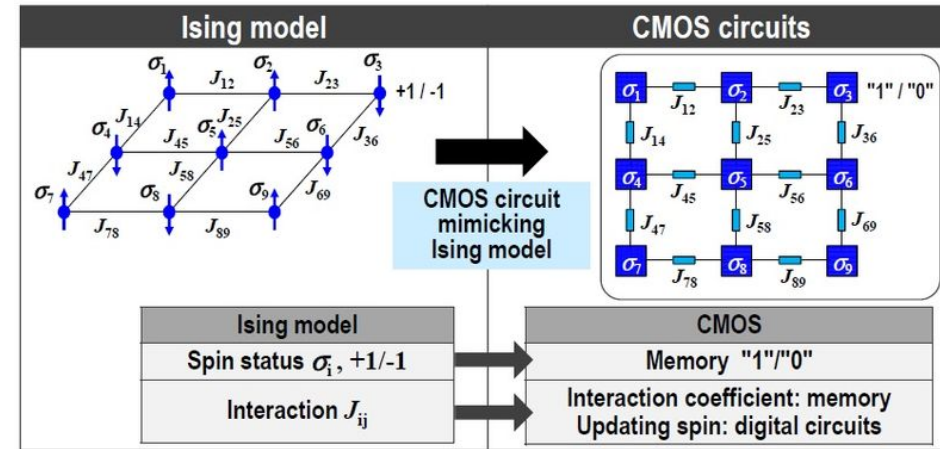 Ising model
CMOS circuits
σ1
σ2
σ3
J12
J23
+1 / -1
J14
J25
J36
σ4
σ5
σ6
J45
J56
J47
J58
J69
σ7
σ8
σ9
J78
J89
CMOS circuit
mimicking
Ising model
σ1
σ2
σ3
"1" / "0"
J12
J23
J14
J25
J36
σ4
σ5
σ6
J45
J56
J47
J58
J69
σ7
σ8
σ9
J78
J89
Ising model
CMOS
Spin status σi , +1/-1
Memory "1"/"0"
Interaction Jij
Interaction coefficient: memory
Updating spin: digital circuits